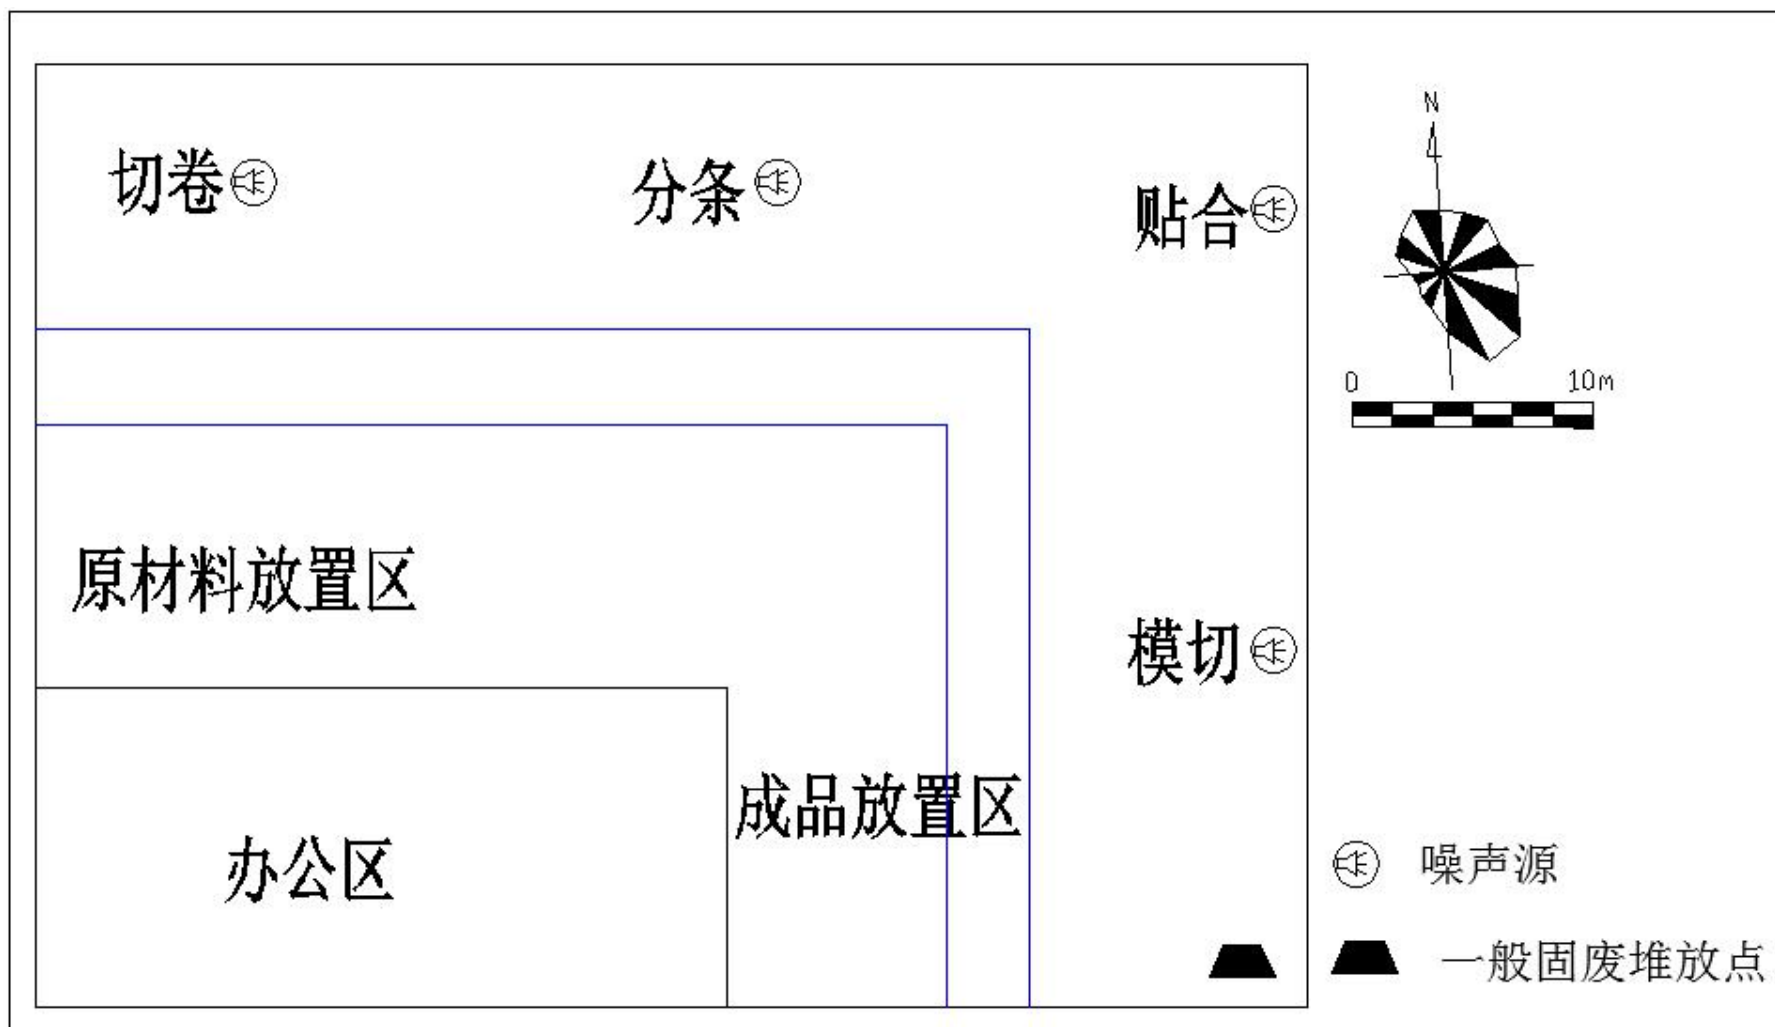 切卷
分条
贴合
N
0 10m
原材料放置区
模切
成品放置区
办公区
噪声源
一般固废堆放点